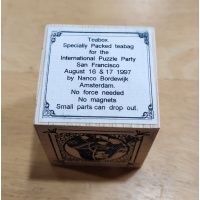 Teabox.
Specially Packed teabag
for the
International Puzzle Party
San Francisco
August 16 & 17 1997
by Nanco Bordewijk
Amsterdam.
No force needed
No magnets
Small parts can drop out.